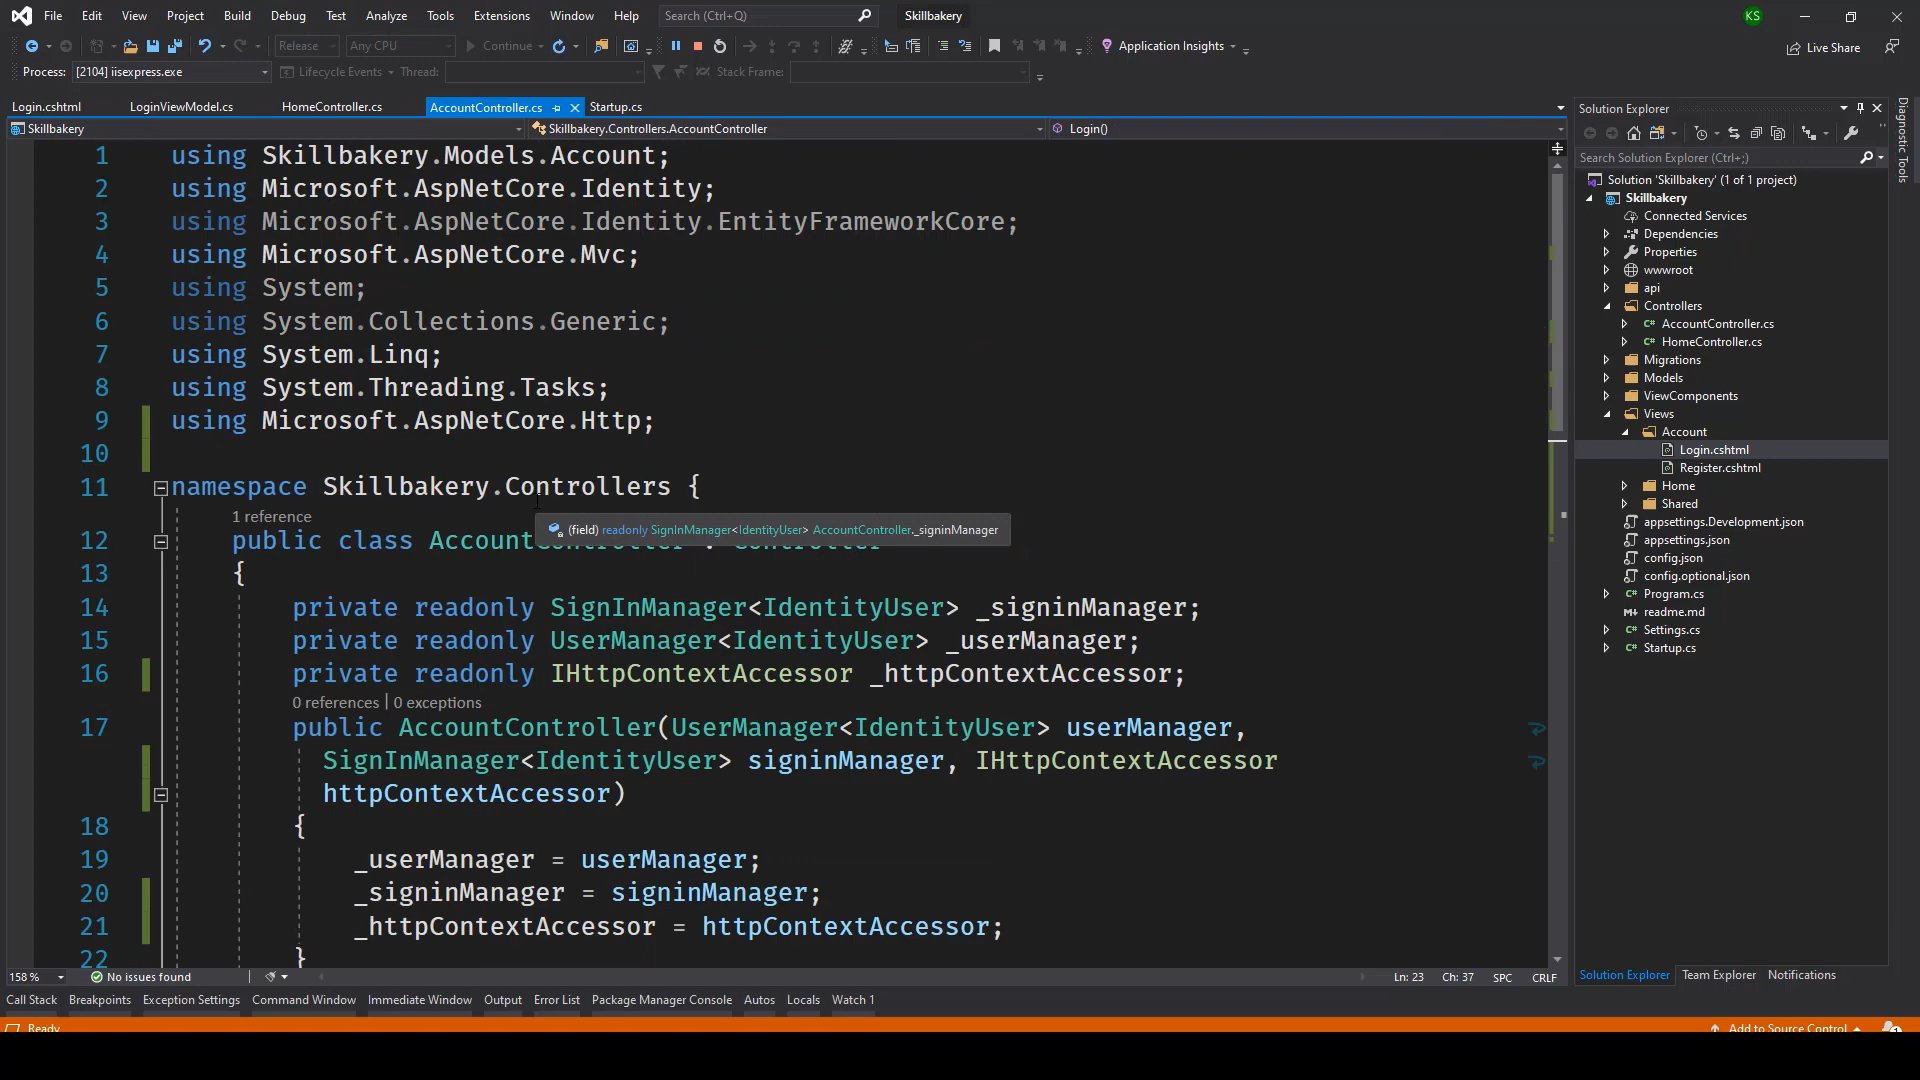 File Edit View Project Build Debug Test Analyze Tools Extensions Window Help Search (Ctrl+Q) Skillbakery KS
Release Any CPU Continue Application Insights Live Share
Process: [2104] iisexpress.exe Lifecycle Events Thread: Stack Frame:
Login.cshtml LoginViewModel.cs HomeController.cs AccountController.cs Startup.cs
Skillbakery Skillbakery.Controllers.AccountController Login()
1 using Skillbakery.Models.Account;
2 using Microsoft.AspNetCore.Identity;
3 using Microsoft.AspNetCore.Identity.EntityFrameworkCore;
4 using Microsoft.AspNetCore.Mvc;
5 using System;
6 using System.Collections.Generic;
7 using System.Linq;
8 using System.Threading.Tasks;
9 using Microsoft.AspNetCore.Http;
10
11 namespace Skillbakery.Controllers {
1 reference
(field) readonly SignInManager<IdentityUser> AccountController._signinManager
12 public class AccountController : Controller
13 {
14 private readonly SignInManager<IdentityUser> _signinManager;
15 private readonly UserManager<IdentityUser> _userManager;
16 private readonly IHttpContextAccessor _httpContextAccessor;
0 references | 0 exceptions
17 public AccountController(UserManager<IdentityUser> userManager,
SignInManager<IdentityUser> signinManager, IHttpContextAccessor
httpContextAccessor)
18 {
19 _userManager = userManager;
20 _signinManager = signinManager;
21 _httpContextAccessor = httpContextAccessor;
22 }
158 % No issues found Ln: 23 Ch: 37 SPC CRLF
Solution Explorer
Search Solution Explorer (Ctrl+;)
Solution 'Skillbakery' (1 of 1 project)
Skillbakery
Connected Services
Dependencies
Properties
wwwroot
api
Controllers
C# AccountController.cs
C# HomeController.cs
Migrations
Models
ViewComponents
Views
Account
Login.cshtml
Register.cshtml
Home
Shared
appsettings.Development.json
appsettings.json
config.json
config.optional.json
C# Program.cs
readme.md
C# Settings.cs
C# Startup.cs
Solution Explorer Team Explorer Notifications
Diagnostic Tools
Call Stack Breakpoints Exception Settings Command Window Immediate Window Output Error List Package Manager Console Autos Locals Watch 1
Ready Add to Source Control